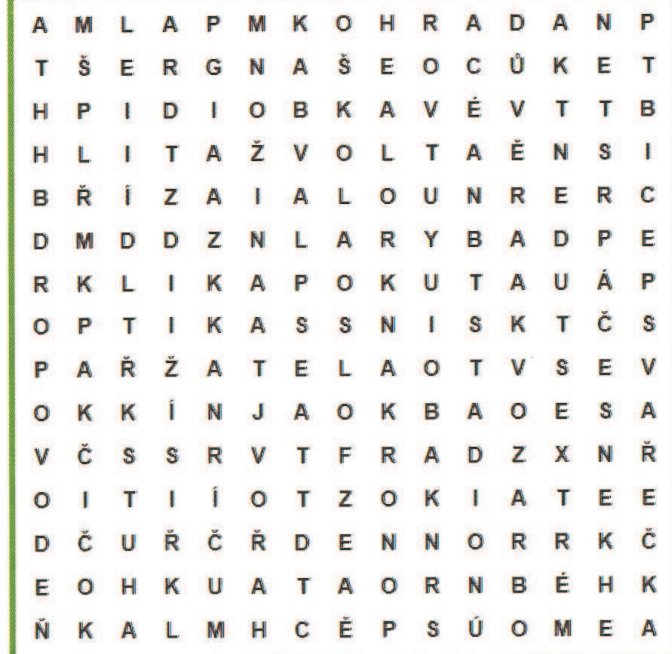 A M L A P M K O H R A D A N P
T Š E R G N A Š E O C Ů K E T
H P I D I O B K A V É V T T B
H L I T A Ž V O L T A Ě N S I
B Ř Í Z A I A L O U N R E R C
D M D D Z N L A R Y B A D P E
R K L I K A P O K U T A U Á P
O P T I K A S S N I S K T Č S
P A Ř Ž A T E L A O T V S E V
O K K Í N J A O K B A O E S A
V Č S S R V T F R A D Z X N Ř
O I T I Í O T Z O K I A T E E
D Č U Ř Č Ř D E N N O R R K Č
E O H K U A T A O R N B É H K
Ň K A L M H C Ě P S Ú O M E A